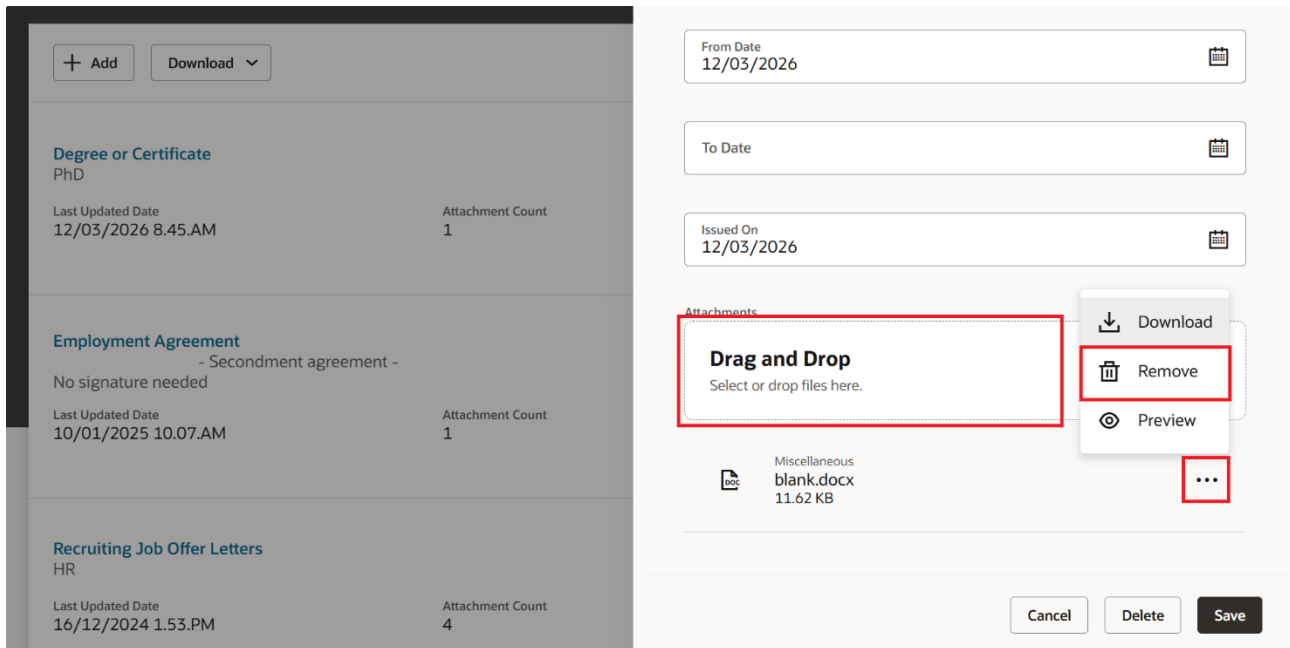 Add
Download
Degree or Certificate
PhD
Last Updated Date
Attachment Count
12/03/2026 8.45.AM
1
Employment Agreement
- Secondment agreement -
No signature needed
Last Updated Date
Attachment Count
10/01/2025 10.07.AM
1
Recruiting Job Offer Letters
HR
Last Updated Date
Attachment Count
16/12/2024 1.53.PM
4
From Date
12/03/2026
To Date
Issued On
12/03/2026
Attachments
Drag and Drop
Select or drop files here.
Download
Remove
Preview
DOC
Miscellaneous
blank.docx
11.62 KB
Cancel
Delete
Save